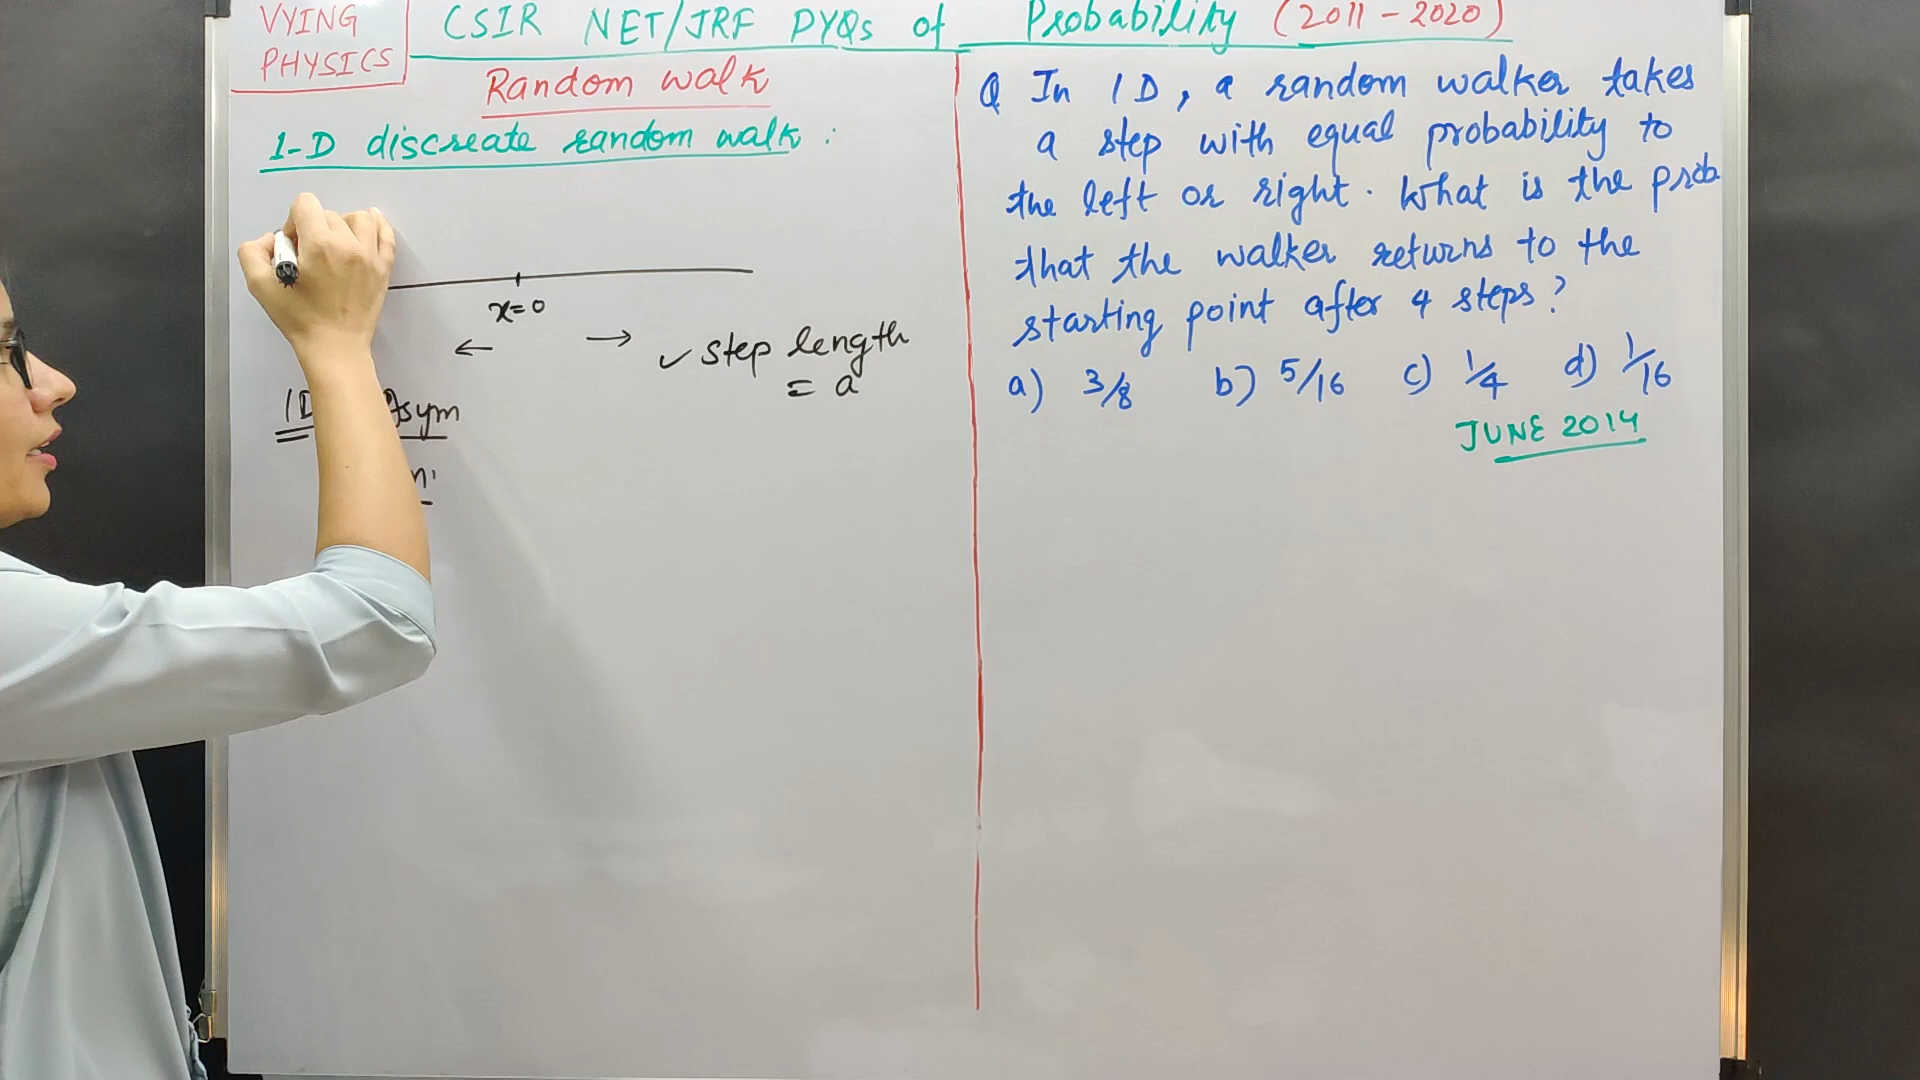 VYING
PHYSICS
CSIR NET/JRF PYQs of Probability (2011-2020)
Random walk
1-D discreate random walk :
x=0
← →
✓ step length
= a
1D
Asym
Q In 1D, a random walker takes
a step with equal probability to
the left or right. What is the prob
that the walker returns to the
starting point after 4 steps?
a) 3/8 b) 5/16 c) 1/4 d) 1/16
JUNE 2014